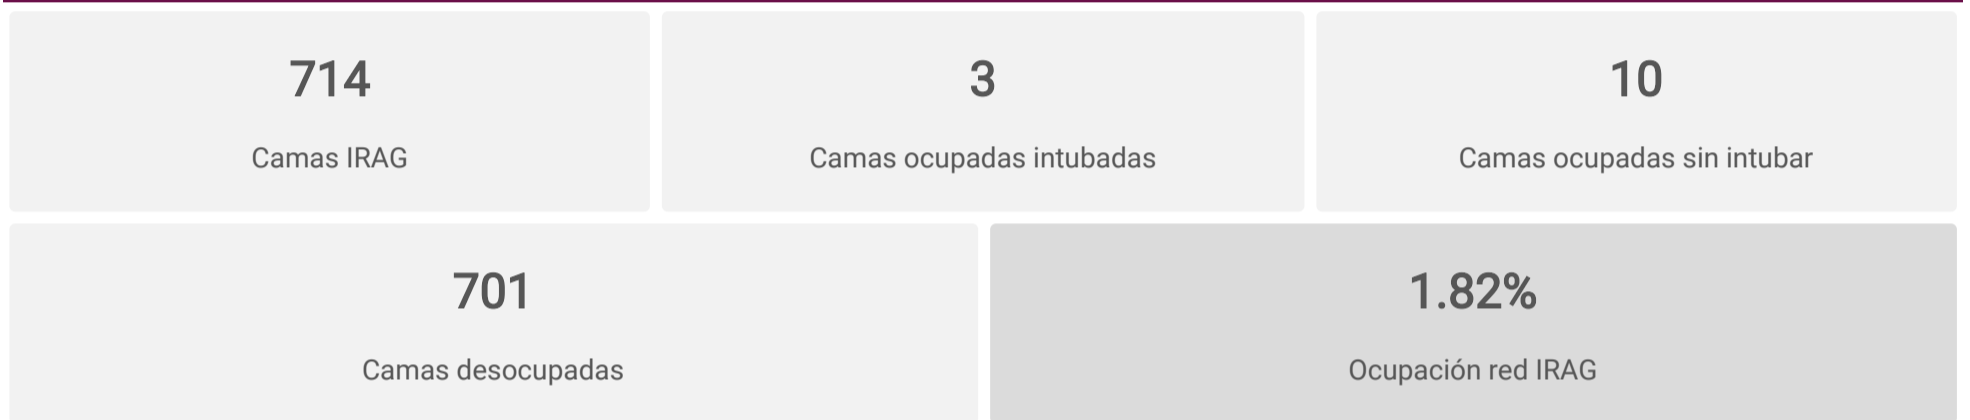 714
Camas IRAG
3
Camas ocupadas intubadas
10
Camas ocupadas sin intubar
701
Camas desocupadas
1.82%
Ocupación red IRAG